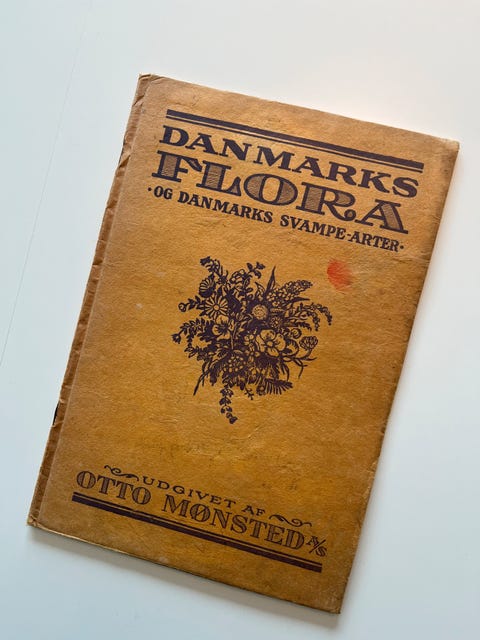 DANMARKS
FLORA
·OG DANMARKS SVAMPE-ARTER·
UDGIVET AF
OTTO MØNSTED A/S